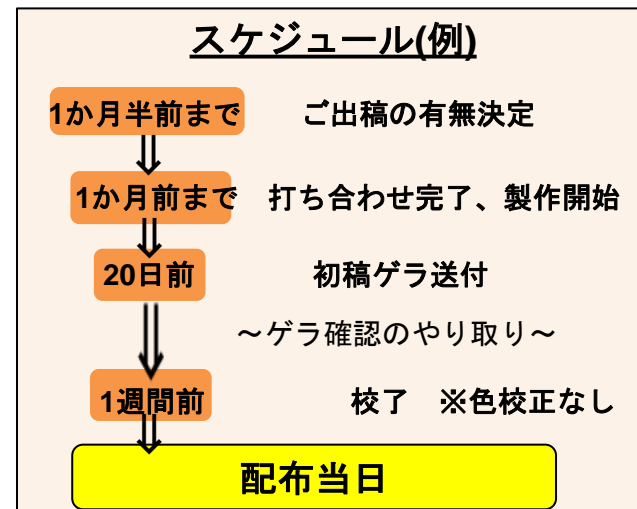 スケジュール(例)
1か月半前まで ご出稿の有無決定
1か月前まで 打ち合わせ完了、製作開始
20日前 初稿ゲラ送付
～ゲラ確認のやり取り～
1週間前 校了 ※色校正なし
配布当日